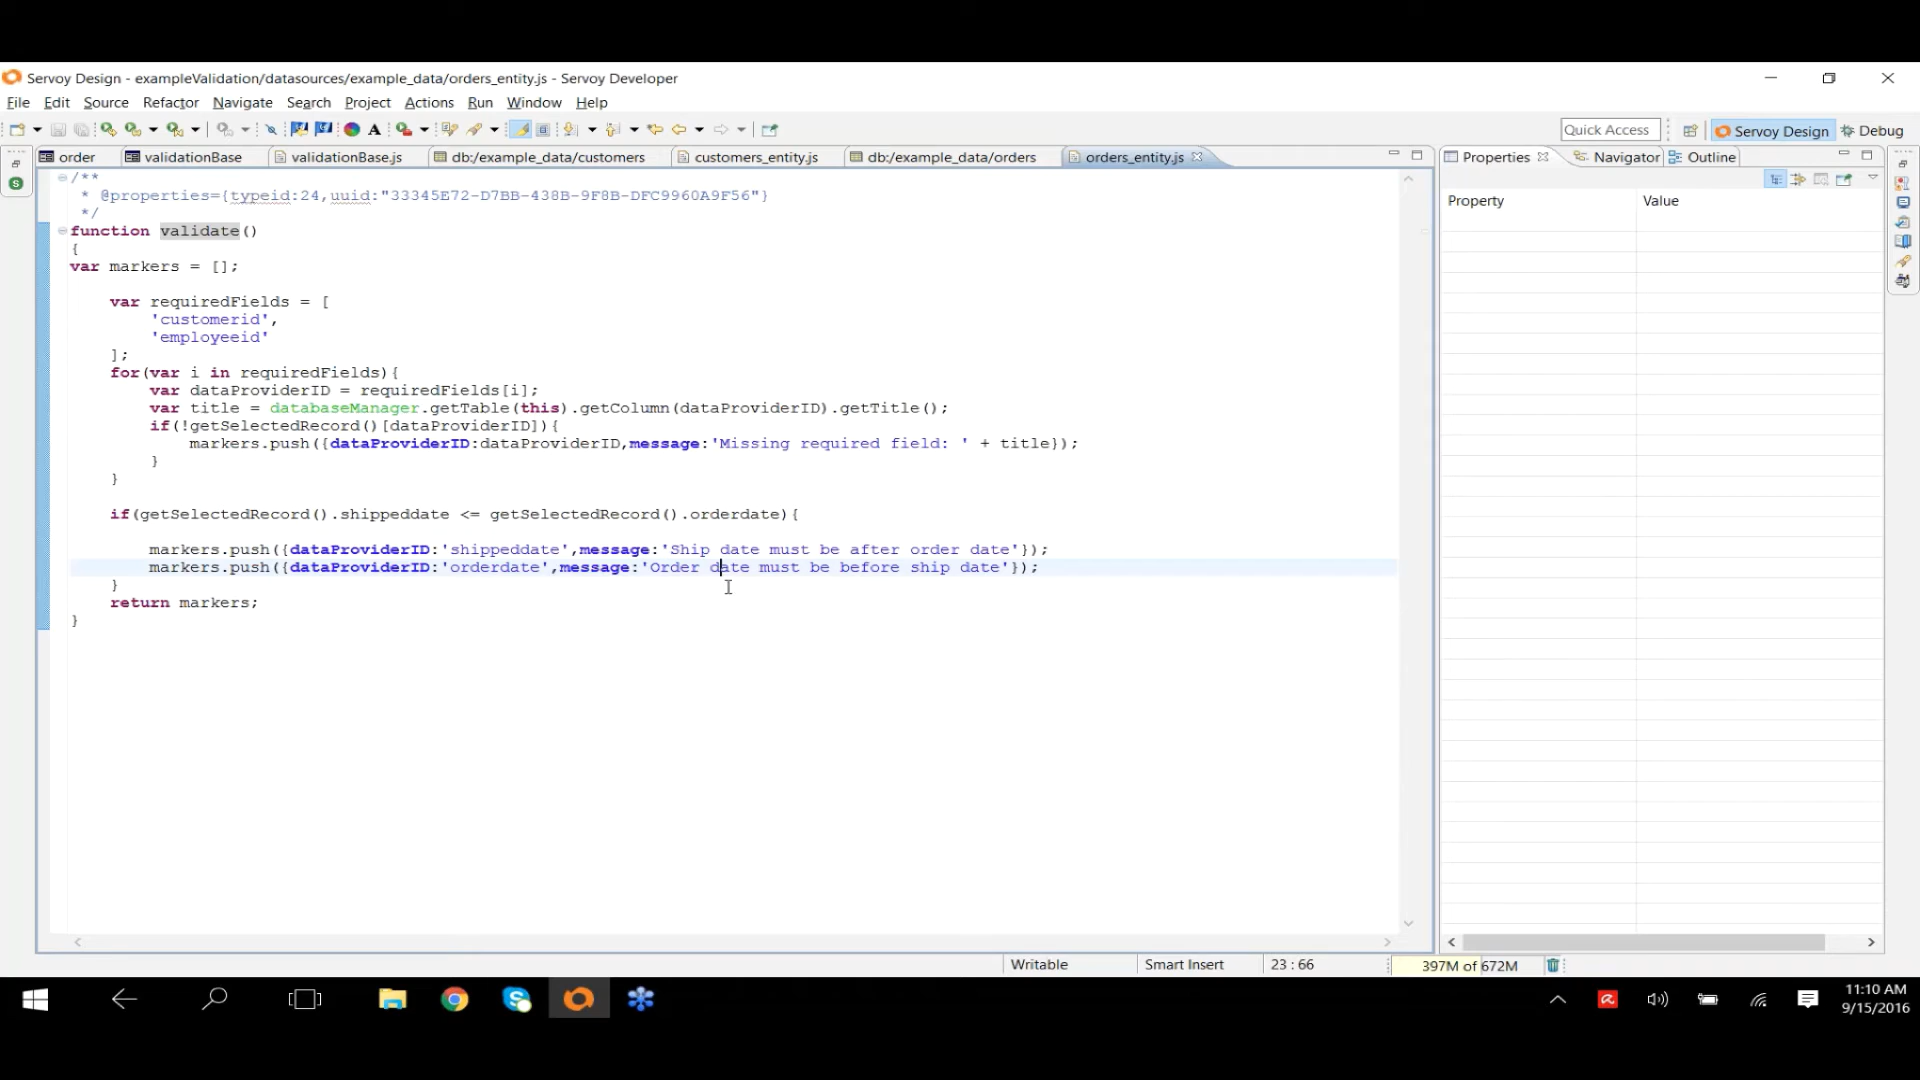 Servoy Design - exampleValidation/datasources/example_data/orders_entity.js - Servoy Developer
File Edit Source Refactor Navigate Search Project Actions Run Window Help
Quick Access Servoy Design Debug
order validationBase validationBase.js db:/example_data/customers customers_entity.js db:/example_data/orders orders_entity.js Properties Navigator Outline
/**
* @properties={typeid:24,uuid:"33345E72-D7BB-438B-9F8B-DFC9960A9F56"}
*/
Property Value
function validate()
{
var markers = [];
var requiredFields = [
'customerid',
'employeeid'
];
for(var i in requiredFields){
var dataProviderID = requiredFields[i];
var title = databaseManager.getTable(this).getColumn(dataProviderID).getTitle();
if(!getSelectedRecord()[dataProviderID]){
markers.push({dataProviderID:dataProviderID,message:'Missing required field: ' + title});
}
}
if(getSelectedRecord().shippeddate <= getSelectedRecord().orderdate){
markers.push({dataProviderID:'shippeddate',message:'Ship date must be after order date'});
markers.push({dataProviderID:'orderdate',message:'Order date must be before ship date'});
}
return markers;
}
Writable Smart Insert 23 : 66 397M of 672M
11:10 AM
9/15/2016